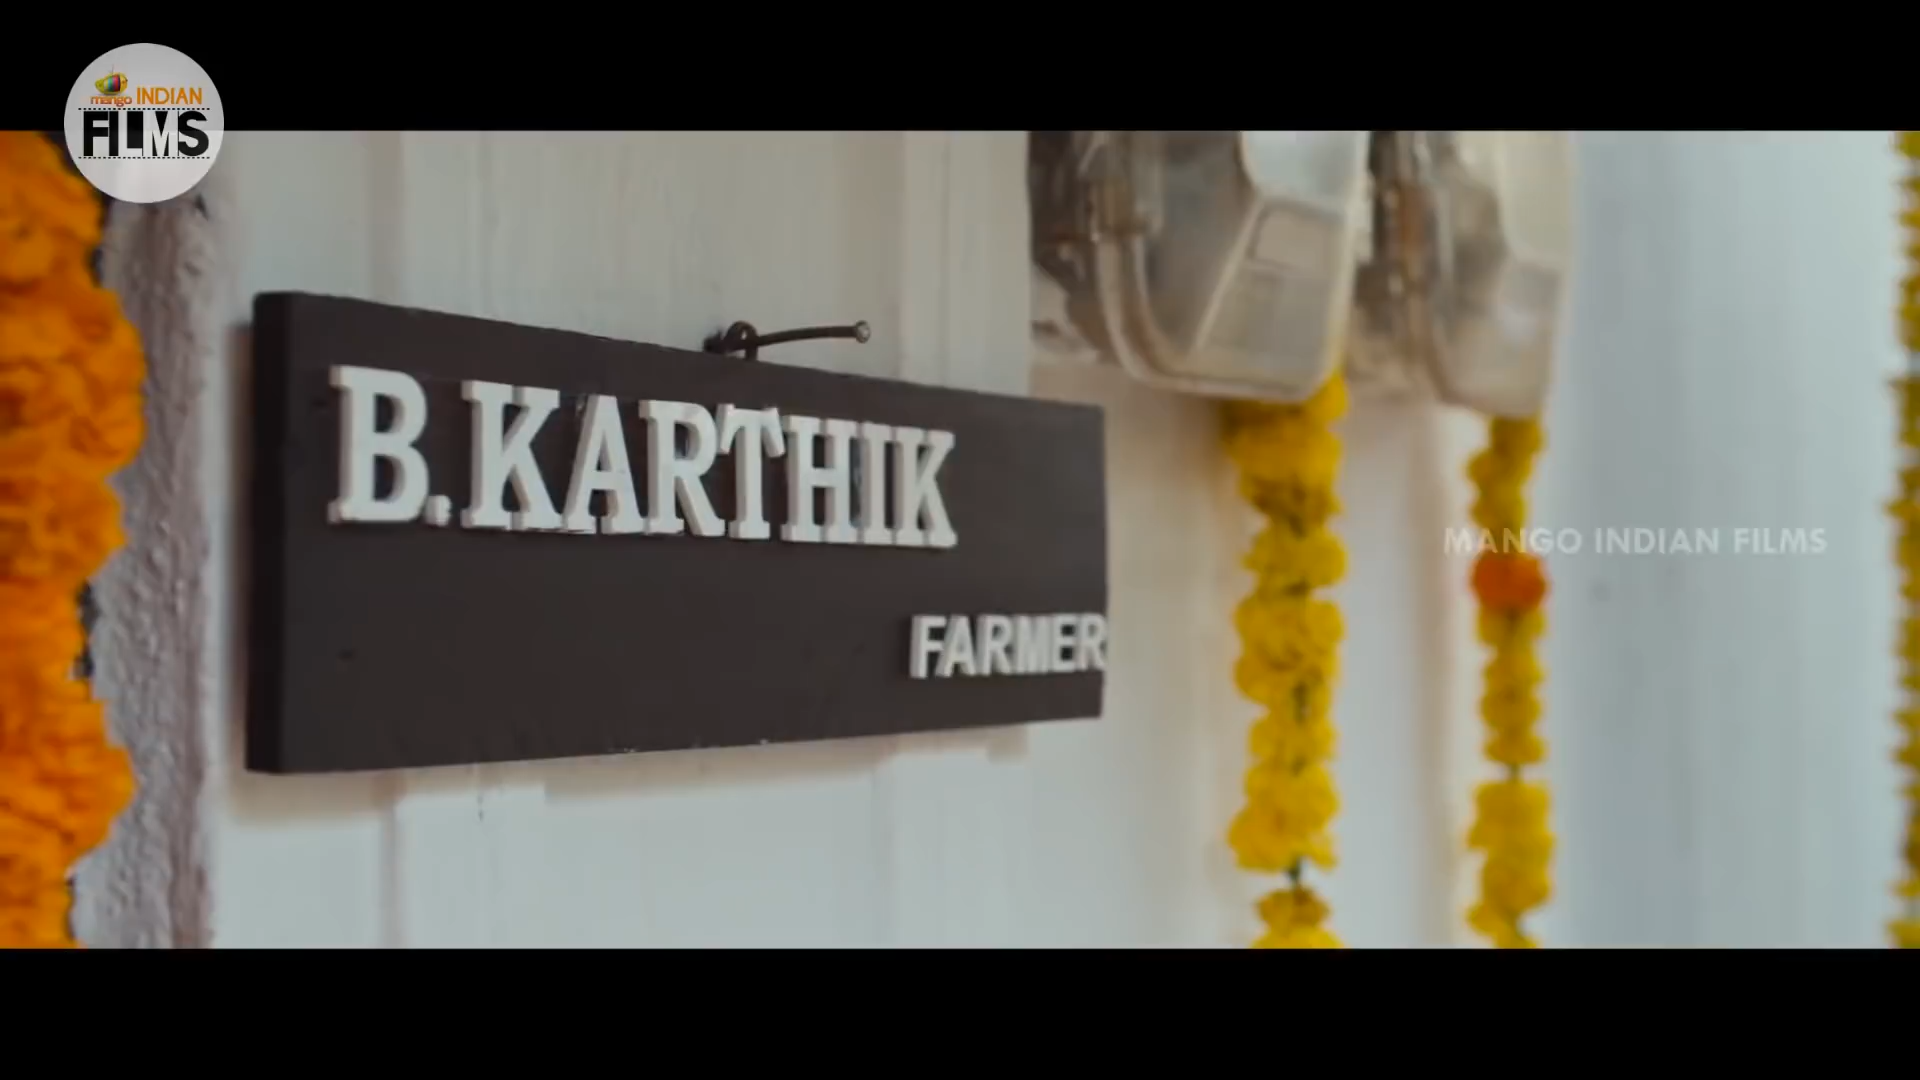 mango INDIAN
FILMS
B.KARTHIK
FARMER
MANGO INDIAN FILMS